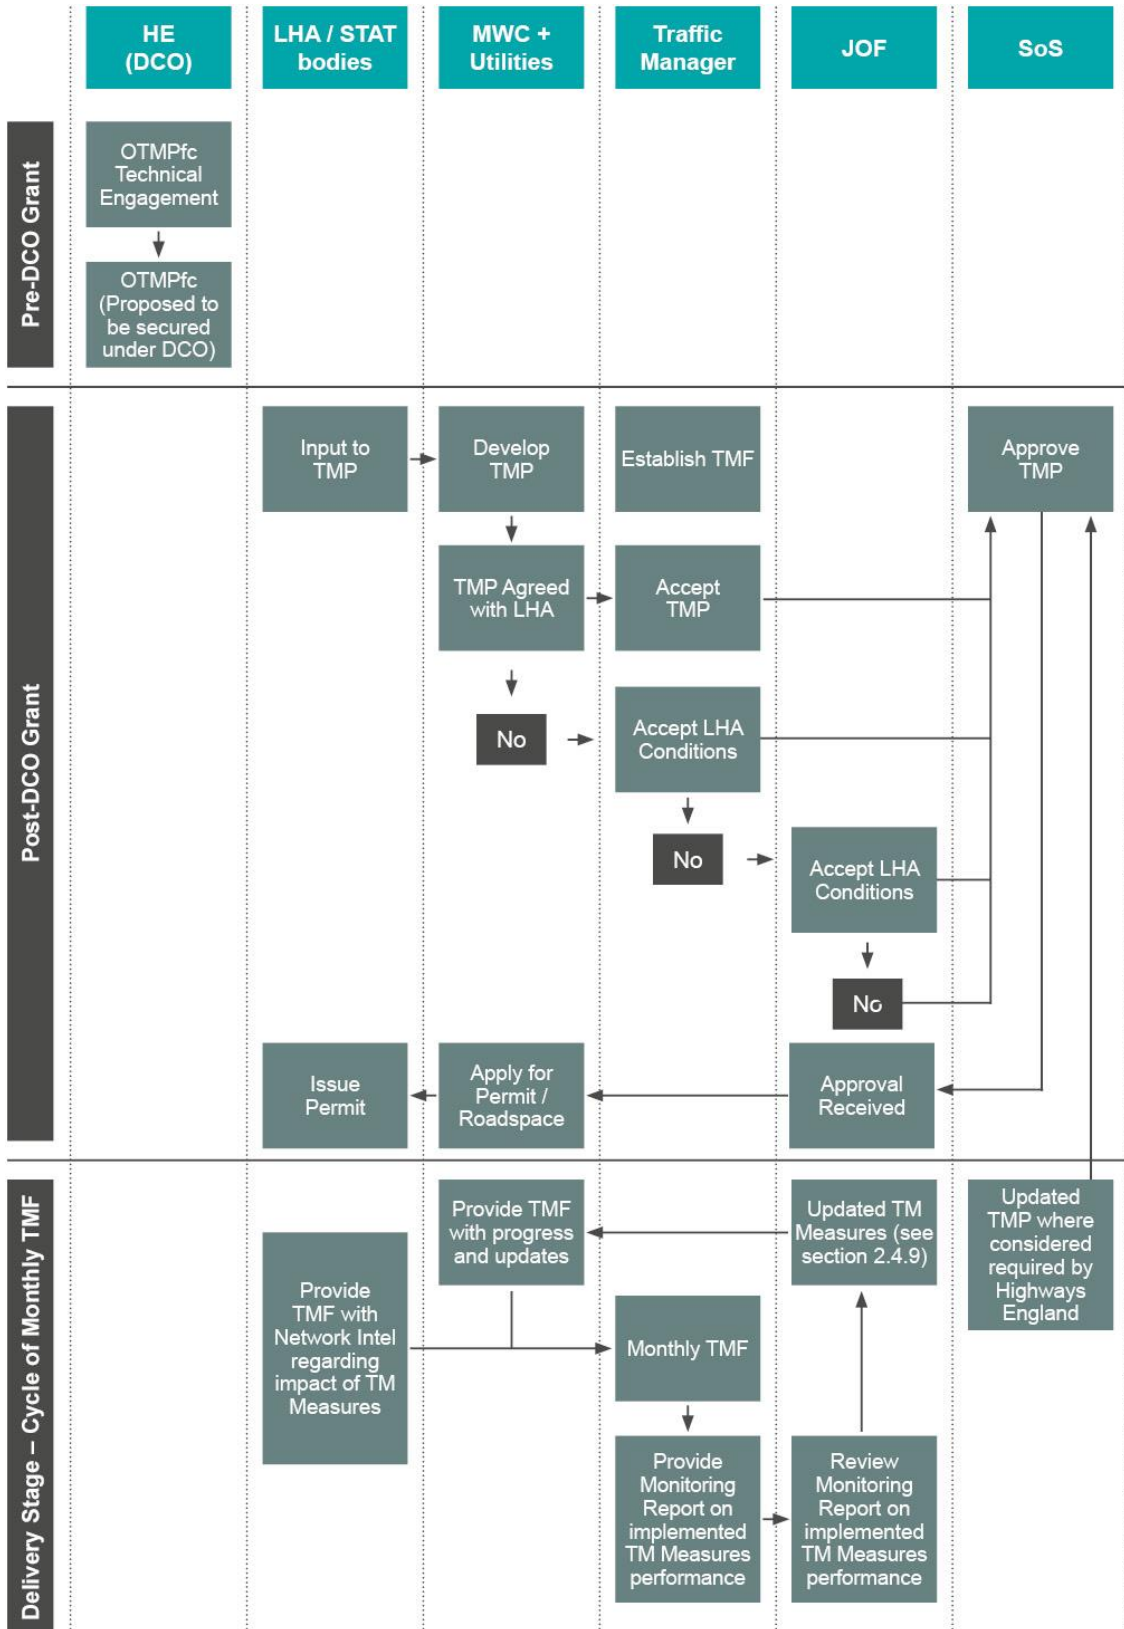 HE
(DCO)
LHA / STAT
bodies
MWC +
Utilities
Traffic
Manager
JOF
SoS
Pre-DCO Grant
OTMPfc
Technical
Engagement
OTMPfc
(Proposed to
be secured
under DCO)
Post-DCO Grant
Input to
TMP
Develop
TMP
Establish TMF
Approve
TMP
TMP Agreed
with LHA
Accept
TMP
No
Accept LHA
Conditions
No
Accept LHA
Conditions
No
Issue
Permit
Apply for
Permit /
Roadspace
Approval
Received
Delivery Stage – Cycle of Monthly TMF
Provide TMF
with progress
and updates
Updated TM
Measures (see
section 2.4.9)
Updated
TMP where
considered
required by
Highways
England
Provide
TMF with
Network Intel
regarding
impact of TM
Measures
Monthly TMF
Provide
Monitoring
Report on
implemented
TM Measures
performance
Review
Monitoring
Report on
implemented
TM Measures
performance